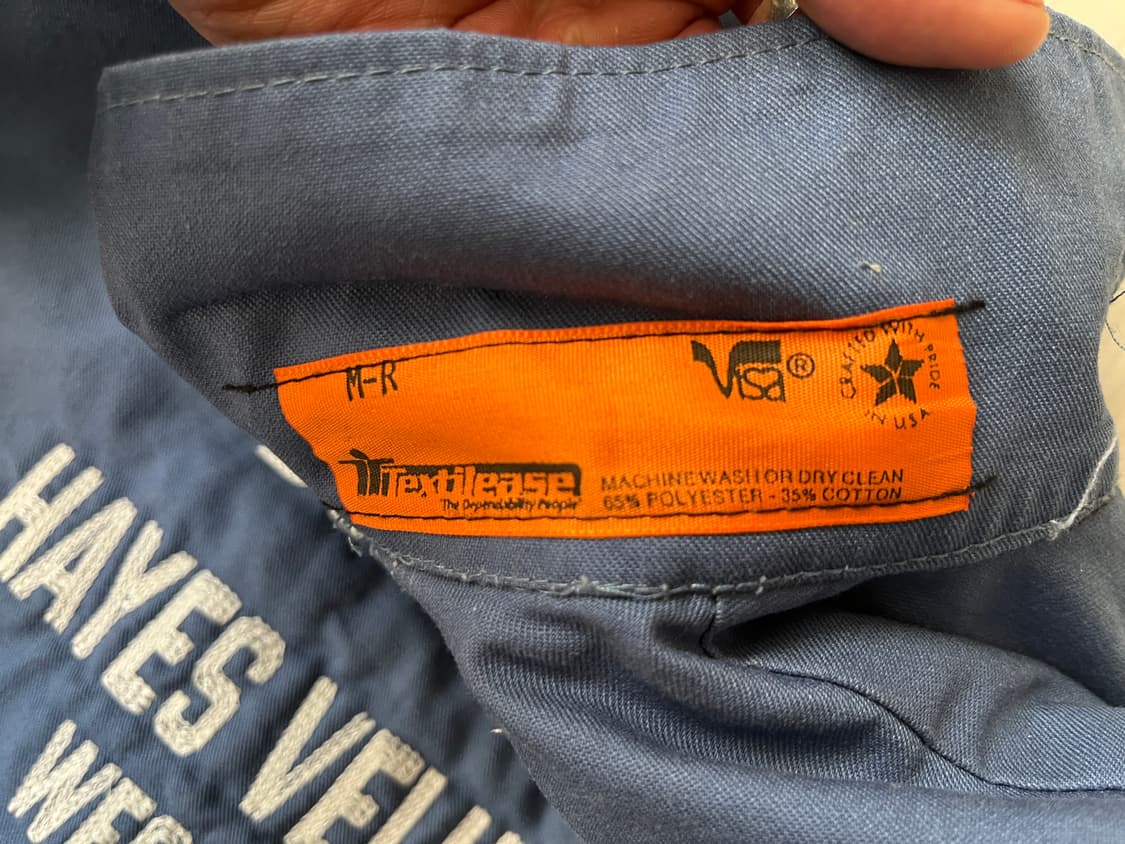 M-R
Visa®
CRAFTED WITH PRIDE
IN USA
Textilease
The Dependability People
MACHINE WASH OR DRY CLEAN
65% POLYESTER - 35% COTTON
HAYES